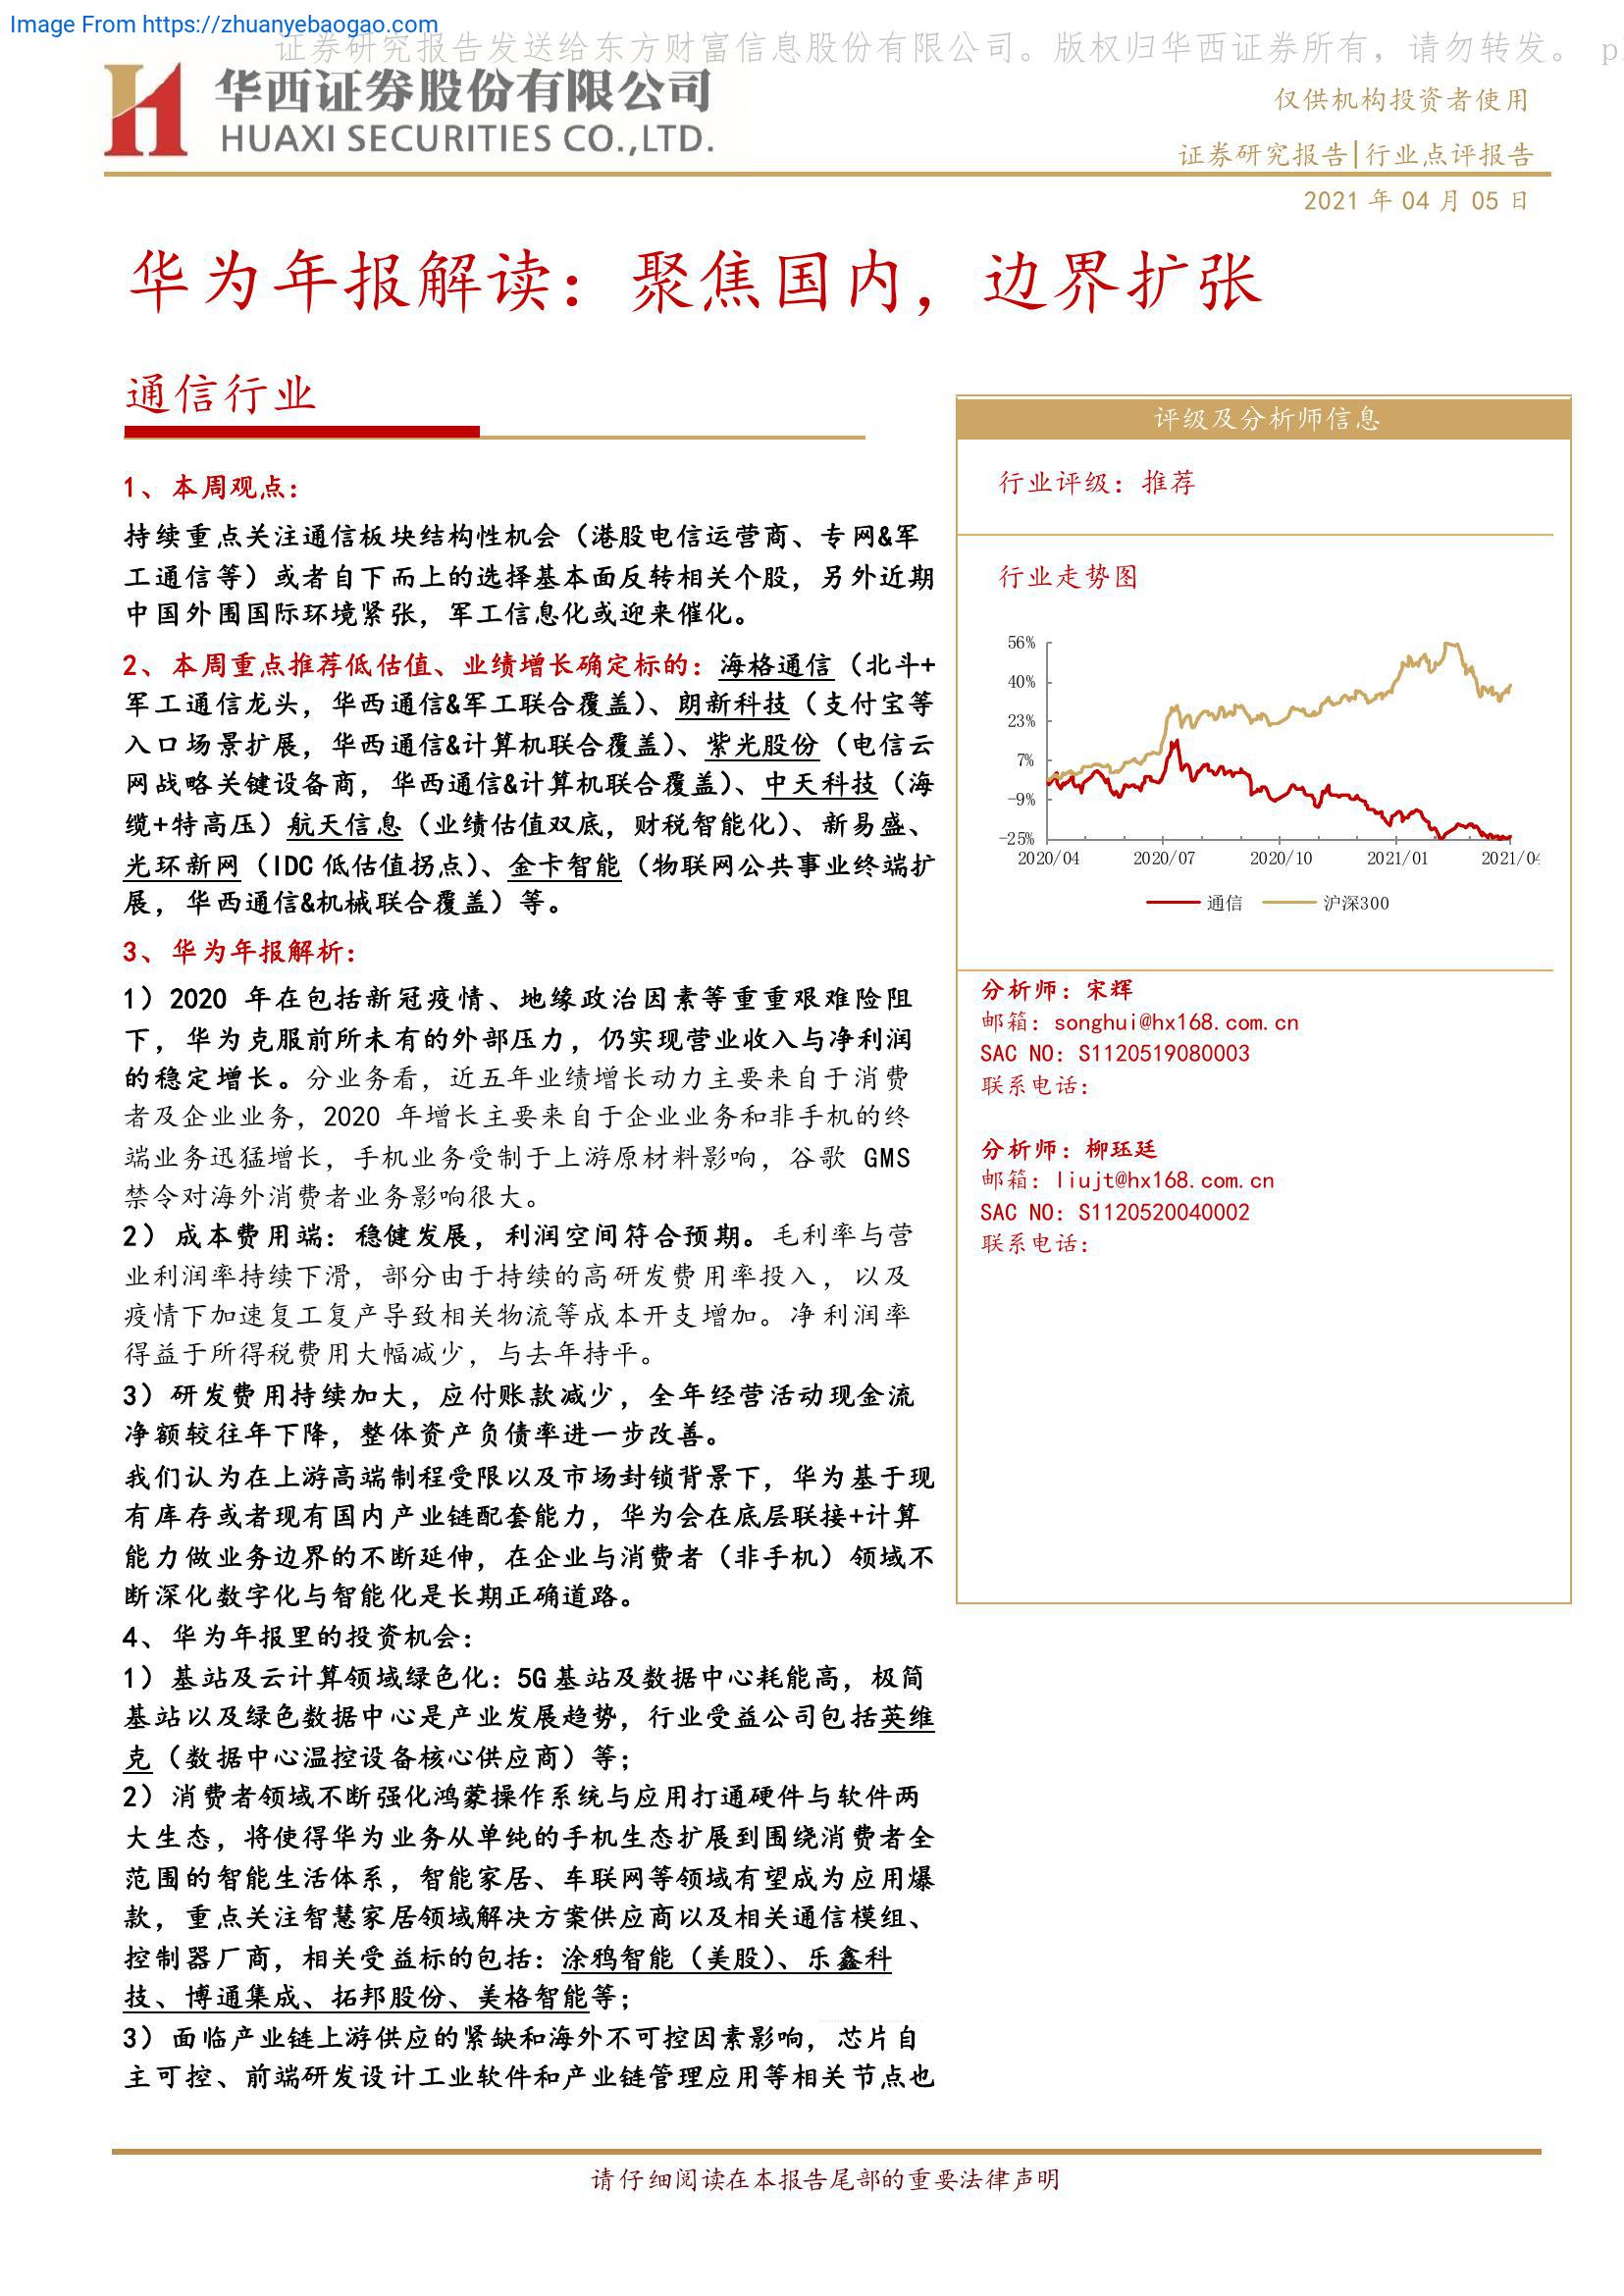 Image From https://zhuanyebaogao.com
证券研究报告发送给东方财富信息股份有限公司。版权归华西证券所有，请勿转发。 p
华西证券股份有限公司
HUAXI SECURITIES CO.,LTD.
仅供机构投资者使用
证券研究报告|行业点评报告
2021 年 04 月 05 日
华为年报解读：聚焦国内，边界扩张
通信行业
1、本周观点：
持续重点关注通信板块结构性机会（港股电信运营商、专网&军
工通信等）或者自下而上的选择基本面反转相关个股，另外近期
中国外围国际环境紧张，军工信息化或迎来催化。
2、本周重点推荐低估值、业绩增长确定标的：海格通信（北斗+
军工通信龙头，华西通信&军工联合覆盖）、朗新科技（支付宝等
入口场景扩展，华西通信&计算机联合覆盖）、紫光股份（电信云
网战略关键设备商，华西通信&计算机联合覆盖）、中天科技（海
缆+特高压）航天信息（业绩估值双底，财税智能化）、新易盛、
光环新网（IDC 低估值拐点）、金卡智能（物联网公共事业终端扩
展，华西通信&机械联合覆盖）等。
3、华为年报解析：
1）2020 年在包括新冠疫情、地缘政治因素等重重艰难险阻
下，华为克服前所未有的外部压力，仍实现营业收入与净利润
的稳定增长。分业务看，近五年业绩增长动力主要来自于消费
者及企业业务，2020 年增长主要来自于企业业务和非手机的终
端业务迅猛增长，手机业务受制于上游原材料影响，谷歌 GMS
禁令对海外消费者业务影响很大。
2）成本费用端：稳健发展，利润空间符合预期。毛利率与营
业利润率持续下滑，部分由于持续的高研发费用率投入，以及
疫情下加速复工复产导致相关物流等成本开支增加。净利润率
得益于所得税费用大幅减少，与去年持平。
3）研发费用持续加大，应付账款减少，全年经营活动现金流
净额较往年下降，整体资产负债率进一步改善。
我们认为在上游高端制程受限以及市场封锁背景下，华为基于现
有库存或者现有国内产业链配套能力，华为会在底层联接+计算
能力做业务边界的不断延伸，在企业与消费者（非手机）领域不
断深化数字化与智能化是长期正确道路。
4、华为年报里的投资机会：
1）基站及云计算领域绿色化：5G 基站及数据中心耗能高，极简
基站以及绿色数据中心是产业发展趋势，行业受益公司包括英维
克（数据中心温控设备核心供应商）等；
2）消费者领域不断强化鸿蒙操作系统与应用打通硬件与软件两
大生态，将使得华为业务从单纯的手机生态扩展到围绕消费者全
范围的智能生活体系，智能家居、车联网等领域有望成为应用爆
款，重点关注智慧家居领域解决方案供应商以及相关通信模组、
控制器厂商，相关受益标的包括：涂鸦智能（美股）、乐鑫科
技、博通集成、拓邦股份、美格智能等；
3）面临产业链上游供应的紧缺和海外不可控因素影响，芯片自
主可控、前端研发设计工业软件和产业链管理应用等相关节点也
评级及分析师信息
行业评级：推荐
行业走势图
56%
40%
23%
7%
-9%
-25%
2020/04 2020/07 2020/10 2021/01 2021/04
通信 沪深300
分析师：宋辉
邮箱：songhui@hx168.com.cn
SAC NO：S1120519080003
联系电话：
分析师：柳珏廷
邮箱：liujt@hx168.com.cn
SAC NO：S1120520040002
联系电话：
请仔细阅读在本报告尾部的重要法律声明